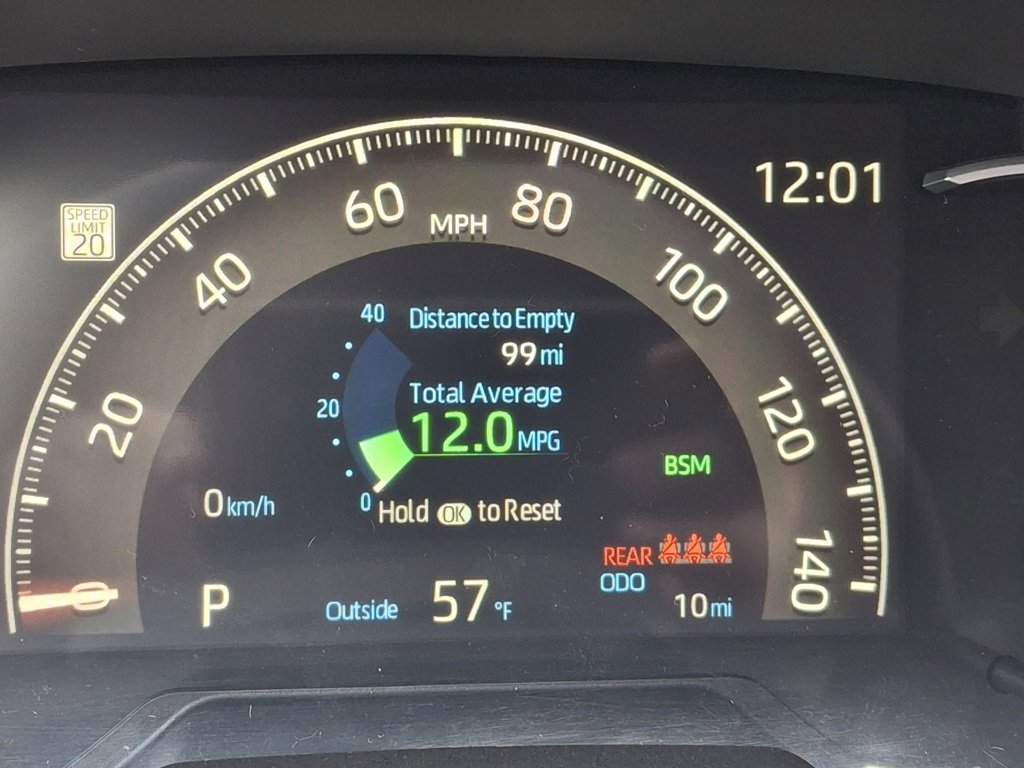 12:01
SPEED
LIMIT
20
0
20
40
60
80
100
120
140
MPH
40
20
0
Distance to Empty
99 mi
Total Average
12.0 MPG
Hold OK to Reset
BSM
0 km/h
REAR
ODO
10 mi
P
Outside 57 °F